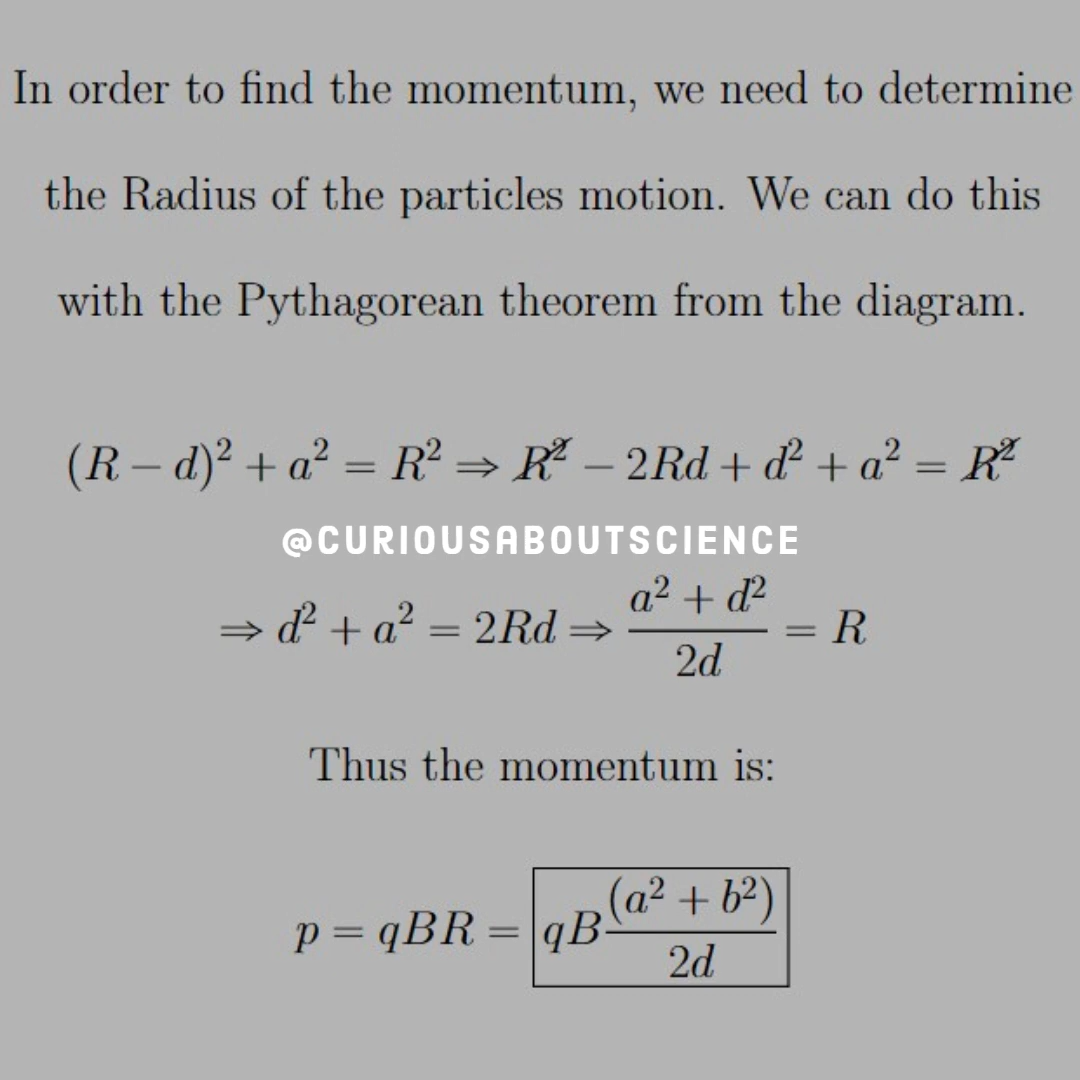 In order to find the momentum, we need to determine
the Radius of the particles motion. We can do this
with the Pythagorean theorem from the diagram.
(R − d)² + a² = R² ⇒ R² − 2Rd + d² + a² = R²
@CURIOUSABOUTSCIENCE
⇒ d² + a² = 2Rd ⇒ (a² + d²)/2d = R
Thus the momentum is:
p = qBR = qB (a² + b²)/2d